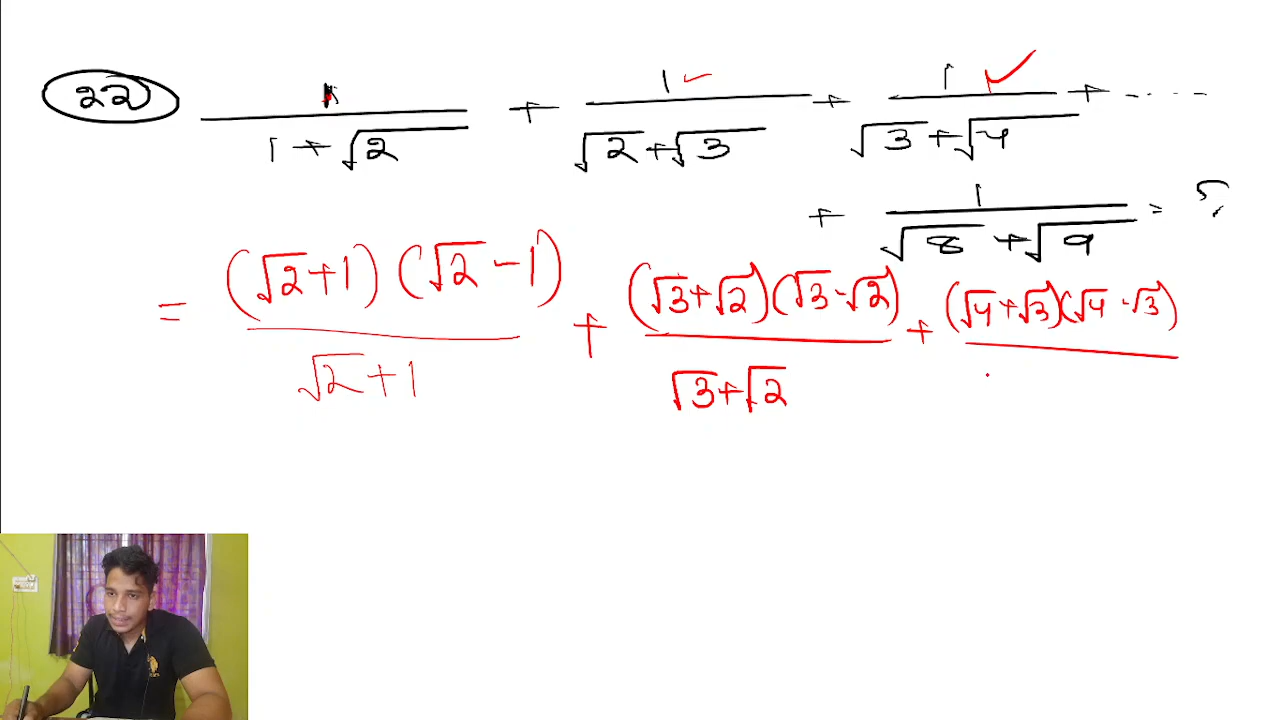 22 1/(1+√2) + 1/(√2+√3) + 1/(√3+√4) + .....
+ 1/(√8+√9) = ?
= (√2+1)(√2-1)/(√2+1) + (√3+√2)(√3-√2)/(√3+√2) + (√4+√3)(√4-√3)/